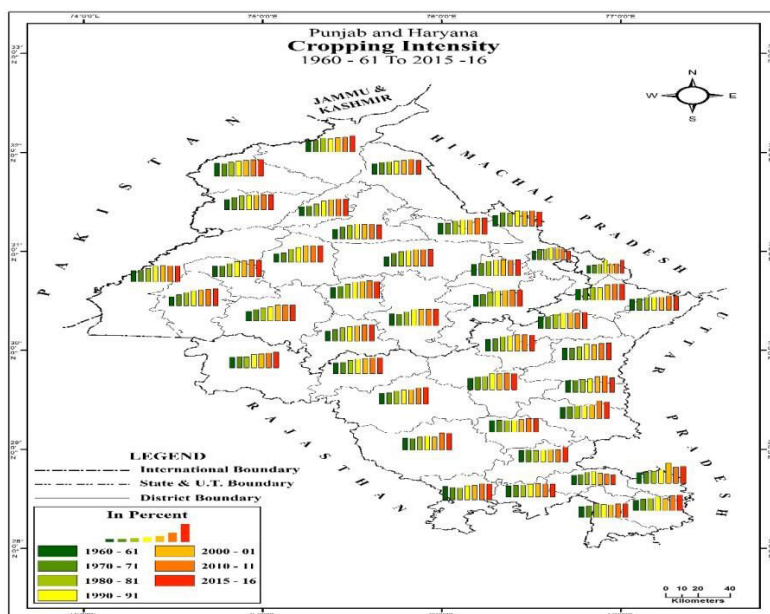 Punjab and Haryana
Cropping Intensity
1960 - 61 To 2015 -16
JAMMU &
KASHMIR
N
W E
S
PAKISTAN
HIMACHAL PRADESH
UTTAR PRADESH
RAJASTHAN
LEGEND
International Boundary
State & U.T. Boundary
District Boundary
In Percent
1960 - 61
1970 - 71
1980 - 81
1990 - 91
2000 - 01
2010 - 11
2015 - 16
0 10 20 40
Kilometers